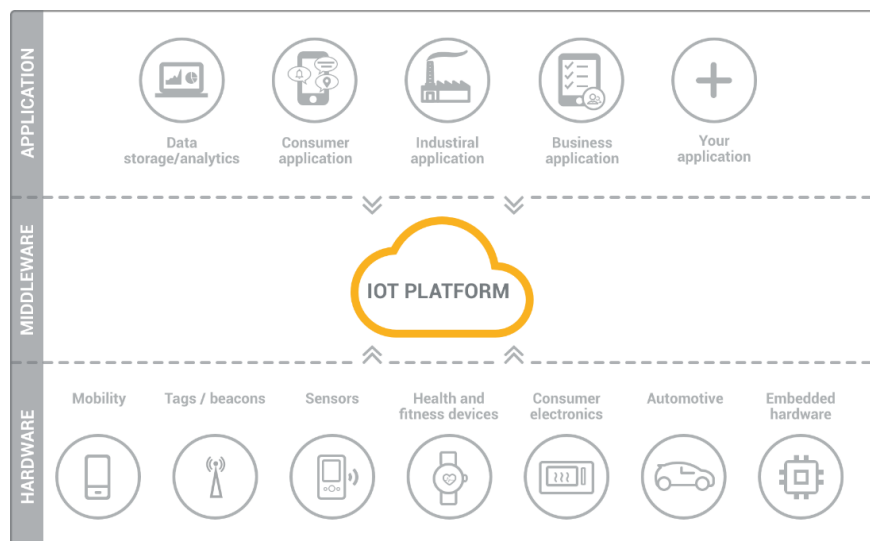 APPLICATION
Data
storage/analytics
Consumer
application
Industiral
application
Business
application
Your
application
MIDDLEWARE
IOT PLATFORM
HARDWARE
Mobility
Tags / beacons
Sensors
Health and
fitness devices
Consumer
electronics
Automotive
Embedded
hardware